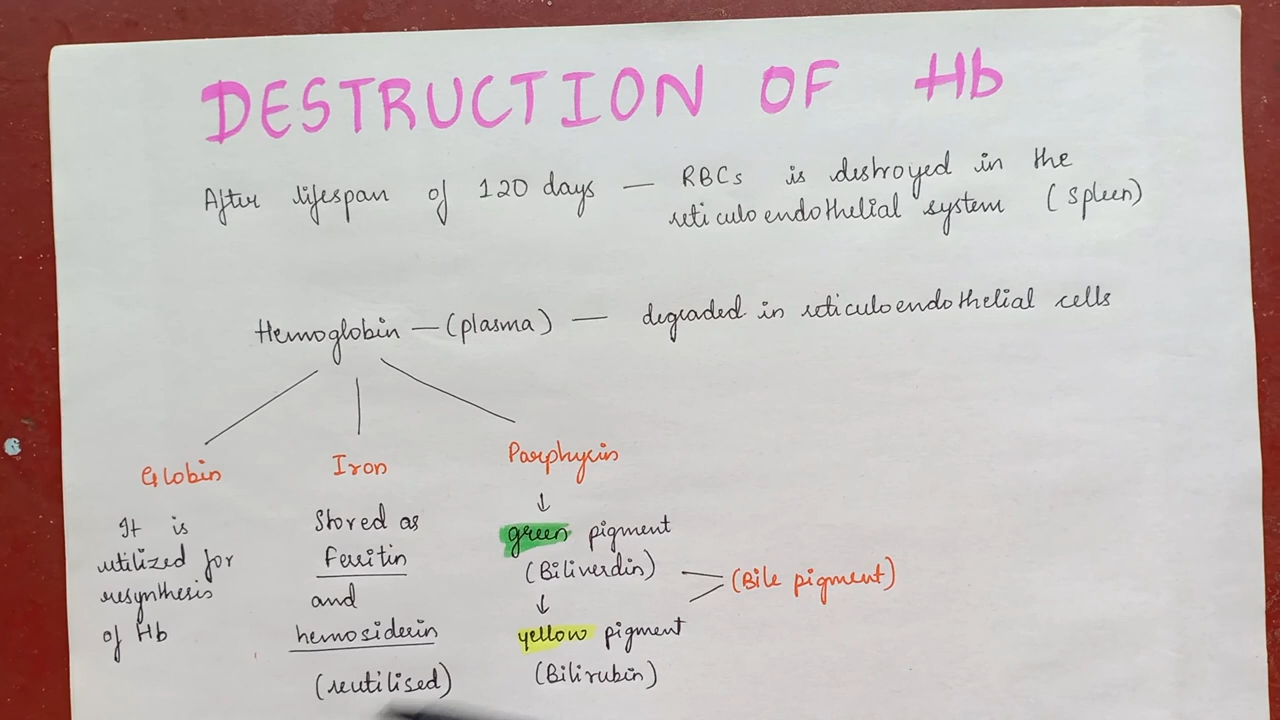 DESTRUCTION OF Hb
After lifespan of 120 days — RBCs is destroyed in the
reticuloendothelial system (Spleen)
Hemoglobin — (plasma) — degraded in reticuloendothelial cells
Globin
It is
utilized for
resynthesis
of Hb
Iron
Stored as
Ferritin
and
hemosiderin
(reutilised)
Porphyrin
↓
green pigment
(Biliverdin)
↓
yellow pigment
(Bilirubin)
(Bile pigment)